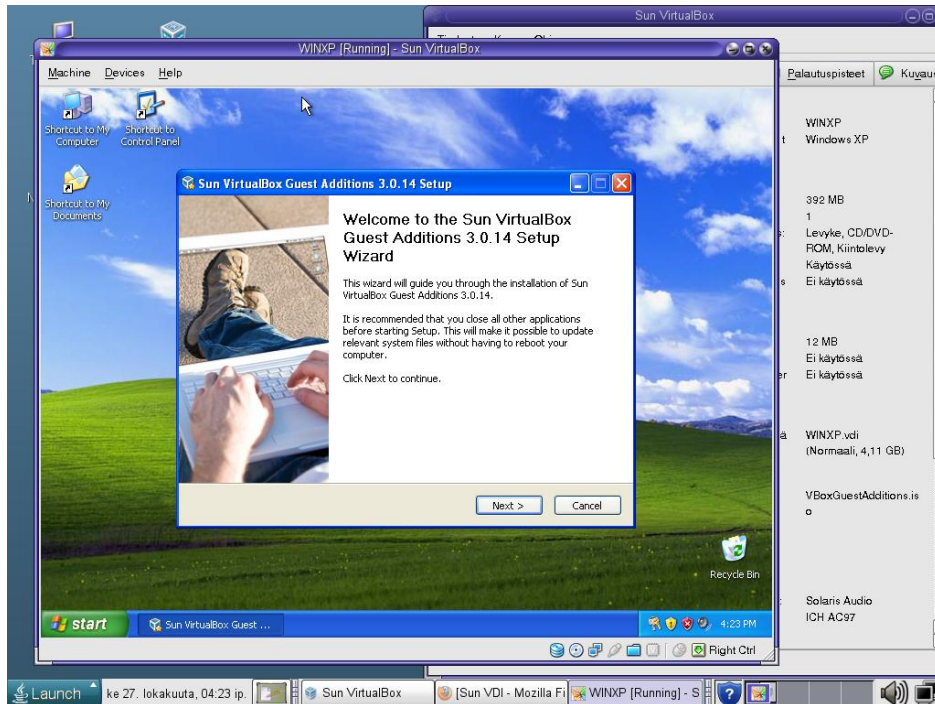 Sun VirtualBox
WINXP [Running] - Sun VirtualBox
Machine Devices Help
Palautuspisteet
Shortcut to My Computer
Shortcut to Control Panel
Shortcut to My Documents
Sun VirtualBox Guest Additions 3.0.14 Setup
Welcome to the Sun VirtualBox
Guest Additions 3.0.14 Setup
Wizard
This wizard will guide you through the installation of Sun
VirtualBox Guest Additions 3.0.14.
It is recommended that you close all other applications
before starting Setup. This will make it possible to update
relevant system files without having to reboot your
computer.
Click Next to continue.
Next >
Cancel
WINXP
Windows XP
392 MB
1
Levyke, CD/DVD-
ROM, Kiintolevy
Käytössä
Ei käytössä
12 MB
Ei käytössä
Ei käytössä
WINXP.vdi
(Normaali, 4,11 GB)
VBoxGuestAdditions.is
o
Solaris Audio
ICH AC97
Recycle Bin
start
Sun VirtualBox Guest ...
4:23 PM
Right Ctrl
Launch
ke 27. lokakuuta, 04:23 ip.
Sun VirtualBox
[Sun VDI - Mozilla Fi
WINXP [Running] - S